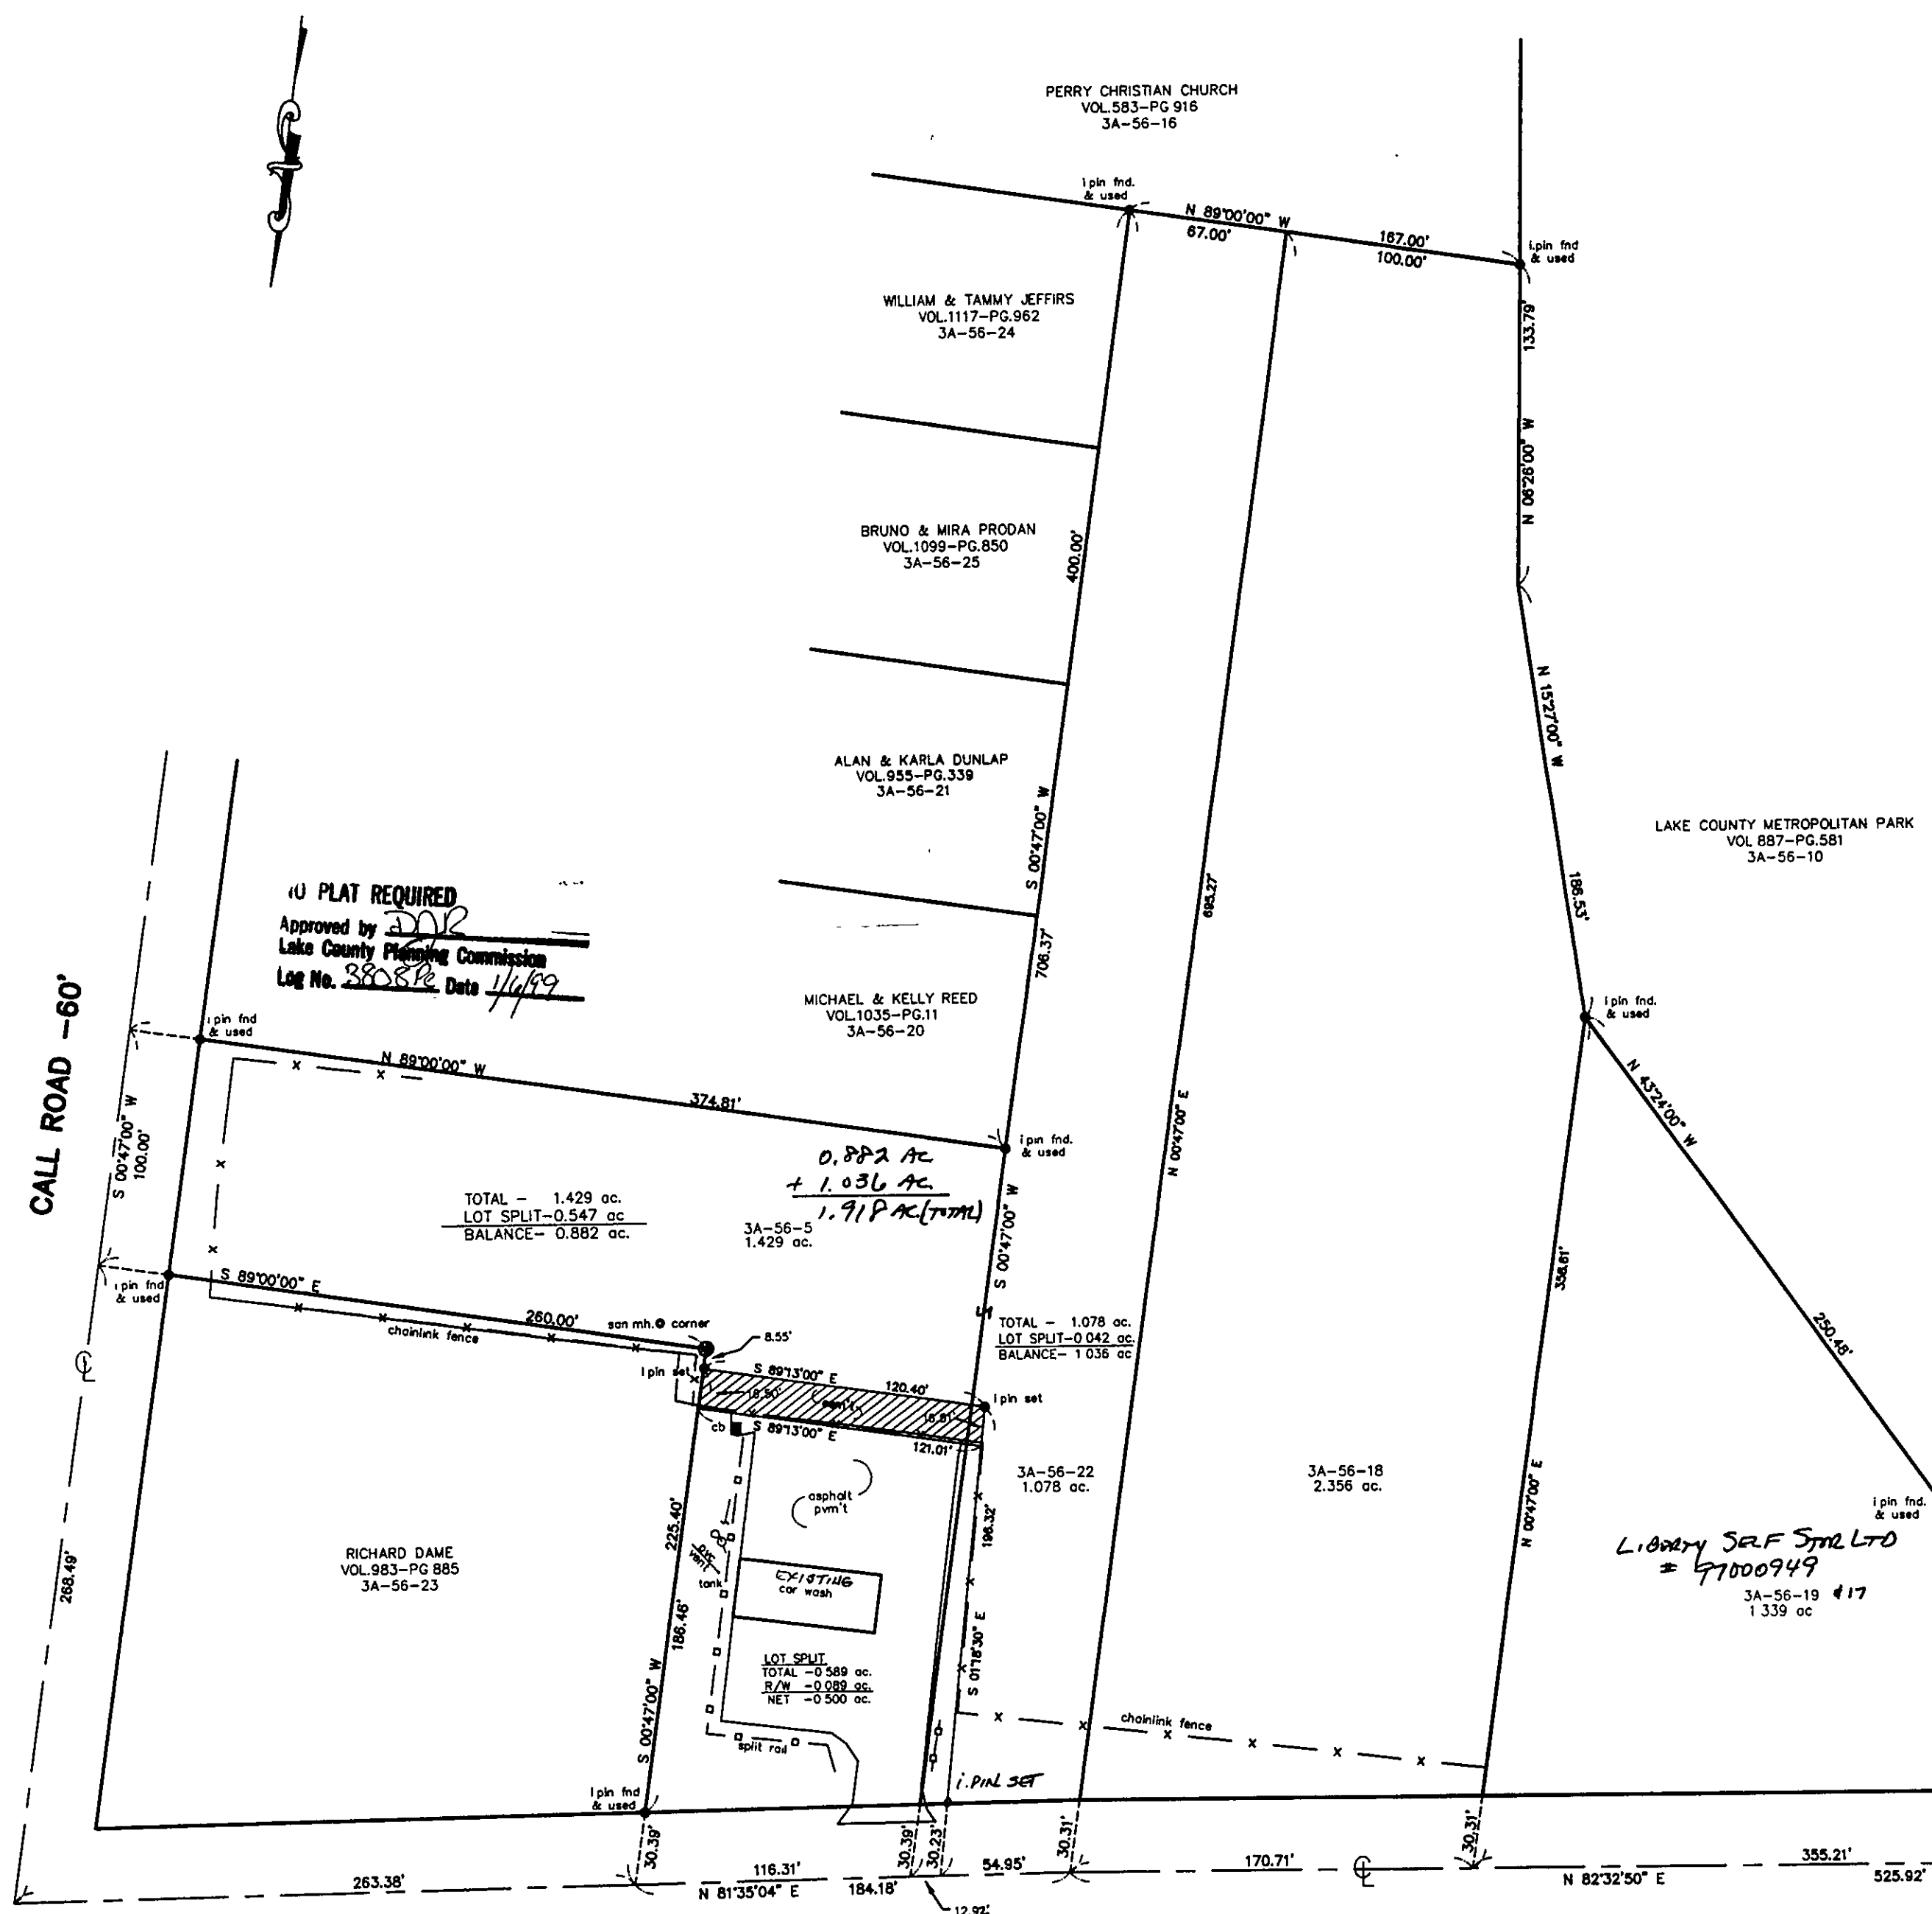 PERRY CHRISTIAN CHURCH
VOL.583-PG 916
3A-56-16
i pin fnd.
& used
N 89°00'00" W
67.00'
167.00'
100.00'
i.pin fnd
& used
133.79'
N 06°26'00" W
WILLIAM & TAMMY JEFFIRS
VOL.1117-PG.962
3A-56-24
BRUNO & MIRA PRODAN
VOL.1099-PG.850
3A-56-25
400.00'
ALAN & KARLA DUNLAP
VOL.955-PG.339
3A-56-21
S 00°47'00" W
706.37'
695.27'
N 00°47'00" E
N 15°27'00" W
186.53'
LAKE COUNTY METROPOLITAN PARK
VOL 887-PG.581
3A-56-10
O PLAT REQUIRED
Approved by DAR
Lake County Planning Commission
Log No. 3808Pe Date 1/6/99
MICHAEL & KELLY REED
VOL.1035-PG.11
3A-56-20
CALL ROAD -60'
i pin fnd
& used
N 89°00'00" W
374.81'
S 00°47'00" W
100.00'
i pin fnd.
& used
i pin fnd.
& used
N 43°24'00" W
250.48'
0.882 AC
+ 1.036 AC.
1.918 AC.(TOTAL)
TOTAL - 1.429 ac.
LOT SPLIT-0.547 ac
BALANCE- 0.882 ac.
3A-56-5
1.429 ac.
S 00°47'00" W
358.61'
N 00°47'00" E
i pin fnd
& used
S 89°00'00" E
260.00'
chainlink fence
san mh.@ corner
8.55'
TOTAL - 1.078 ac.
LOT SPLIT-0 042 ac.
BALANCE- 1 036 ac
i pin set
S 89°13'00" E
120.40'
i pin set
16.50'
S 89°13'00" E
121.01'
cb
℄
asphalt
pvm't
3A-56-22
1.078 ac.
3A-56-18
2.356 ac.
225.40'
196.32'
RICHARD DAME
VOL.983-PG 885
3A-56-23
268.49'
pvc
vent
tank
EXISTING
car wash
186.46'
S 00°47'00" W
S 01°18'30" E
LOT SPLIT
TOTAL -0 589 ac.
R/W -0 089 ac.
NET -0 500 ac.
i pin fnd.
& used
LIBERTY SELF STOR LTD
# 97000949
3A-56-19 & 17
1 339 ac
split rail
chainlink fence
i pin fnd
& used
i. PIN SET
30.39'
30.39'
30.23'
30.31'
30.31'
263.38'
116.31'
54.95'
170.71'
℄
355.21'
N 81°35'04" E
184.18'
12.92'
N 82°32'50" E
525.92'